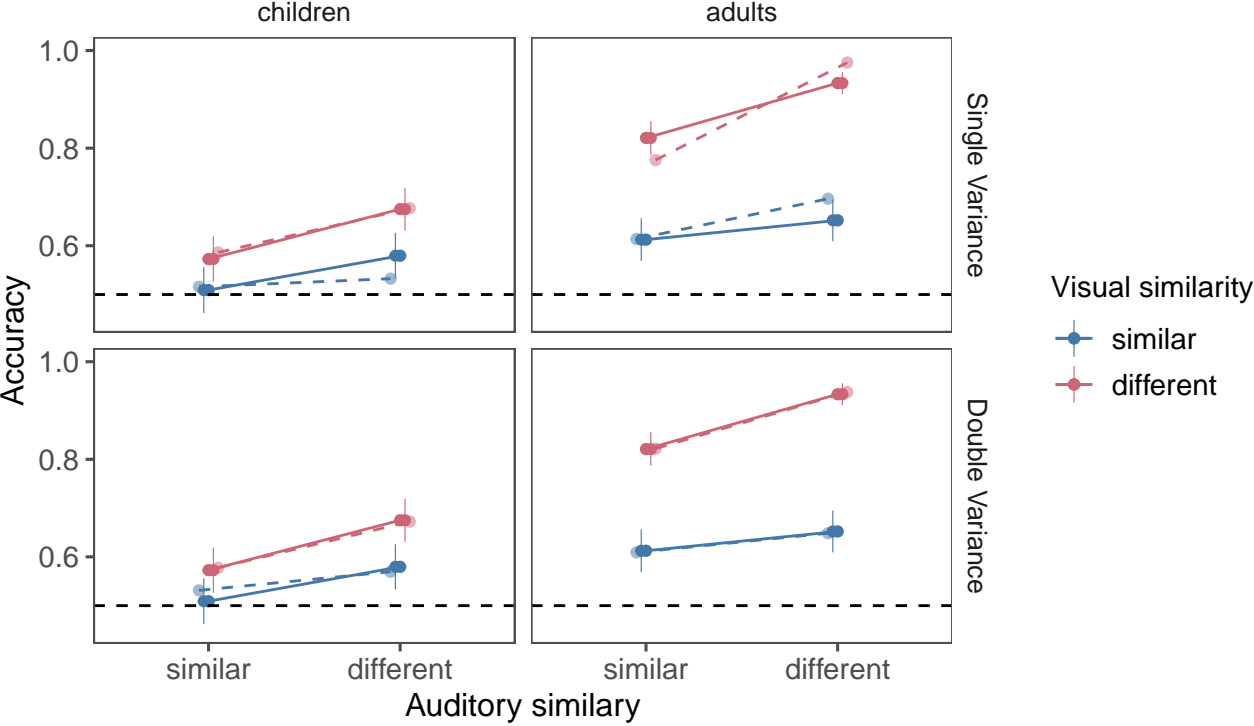 children
adults
1.0
0.8
0.6
Single Variance
1.0
0.8
0.6
Double Variance
Accuracy
similar
different
similar
different
Auditory similary
Visual similarity
similar
different